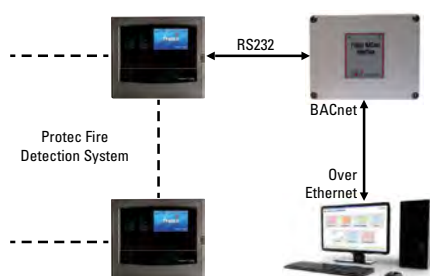 RS232
BACnet
Protec Fire
Detection System
Over
Ethernet